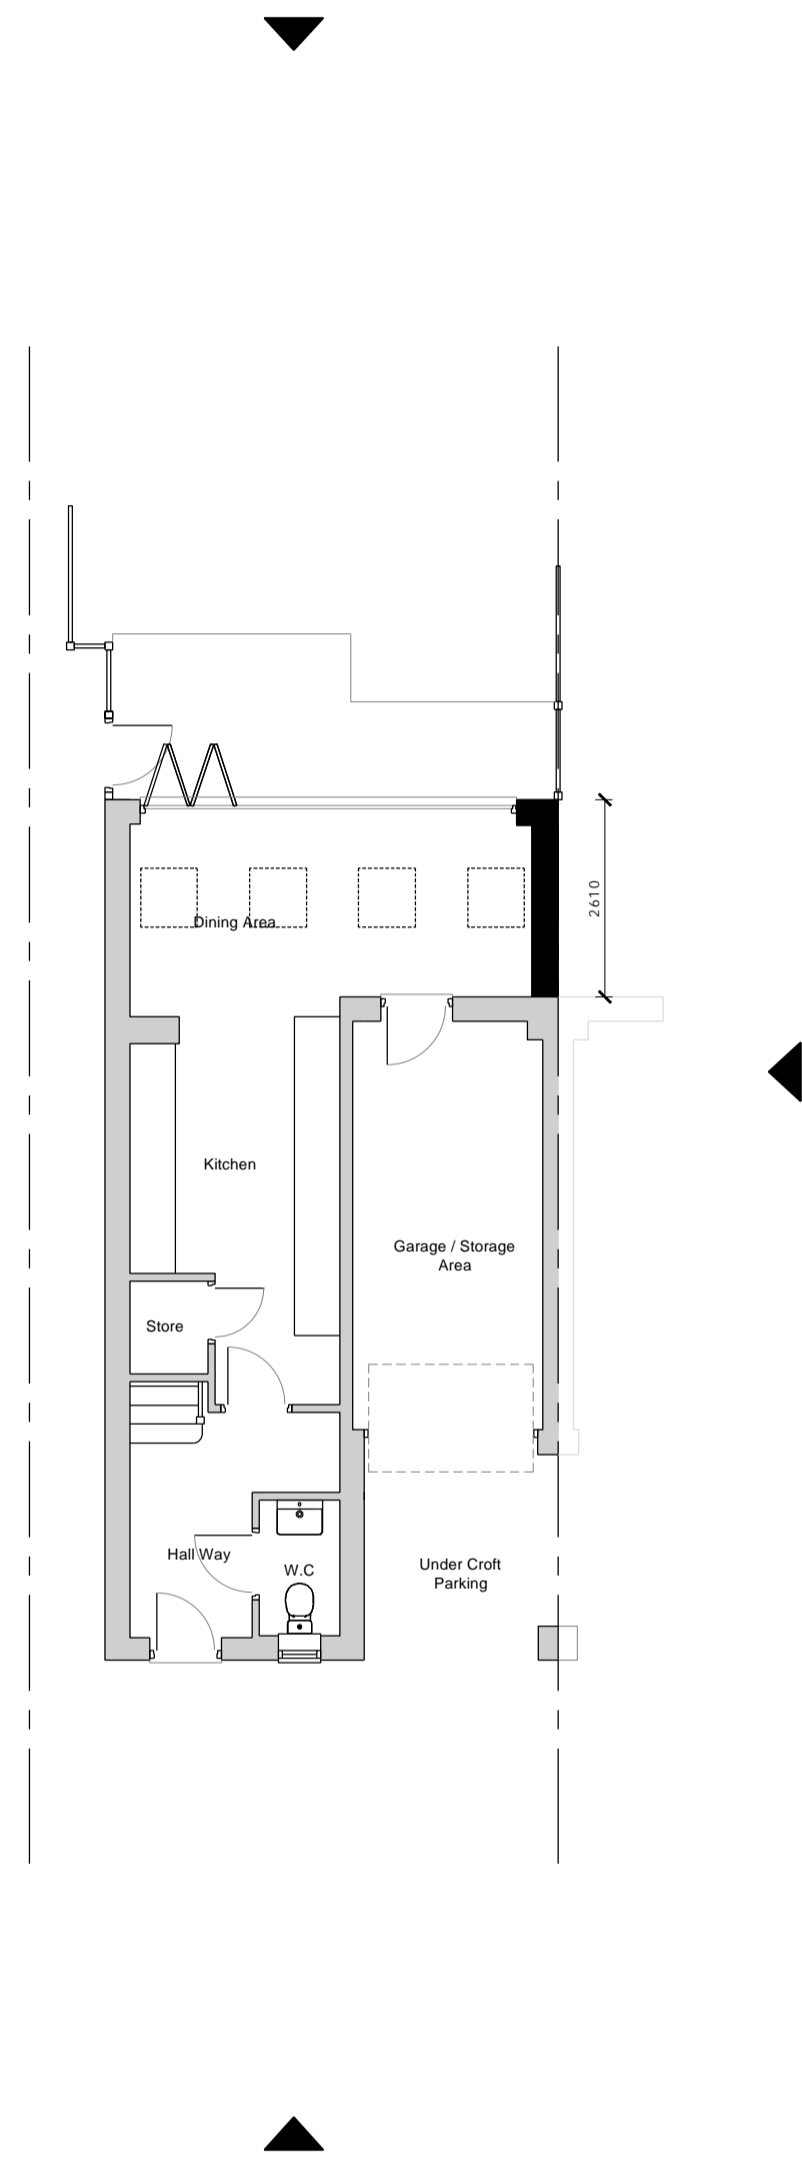 2610
Dining Area
Kitchen
Garage / Storage
Area
Store
Hall Way
W.C
Under Croft
Parking